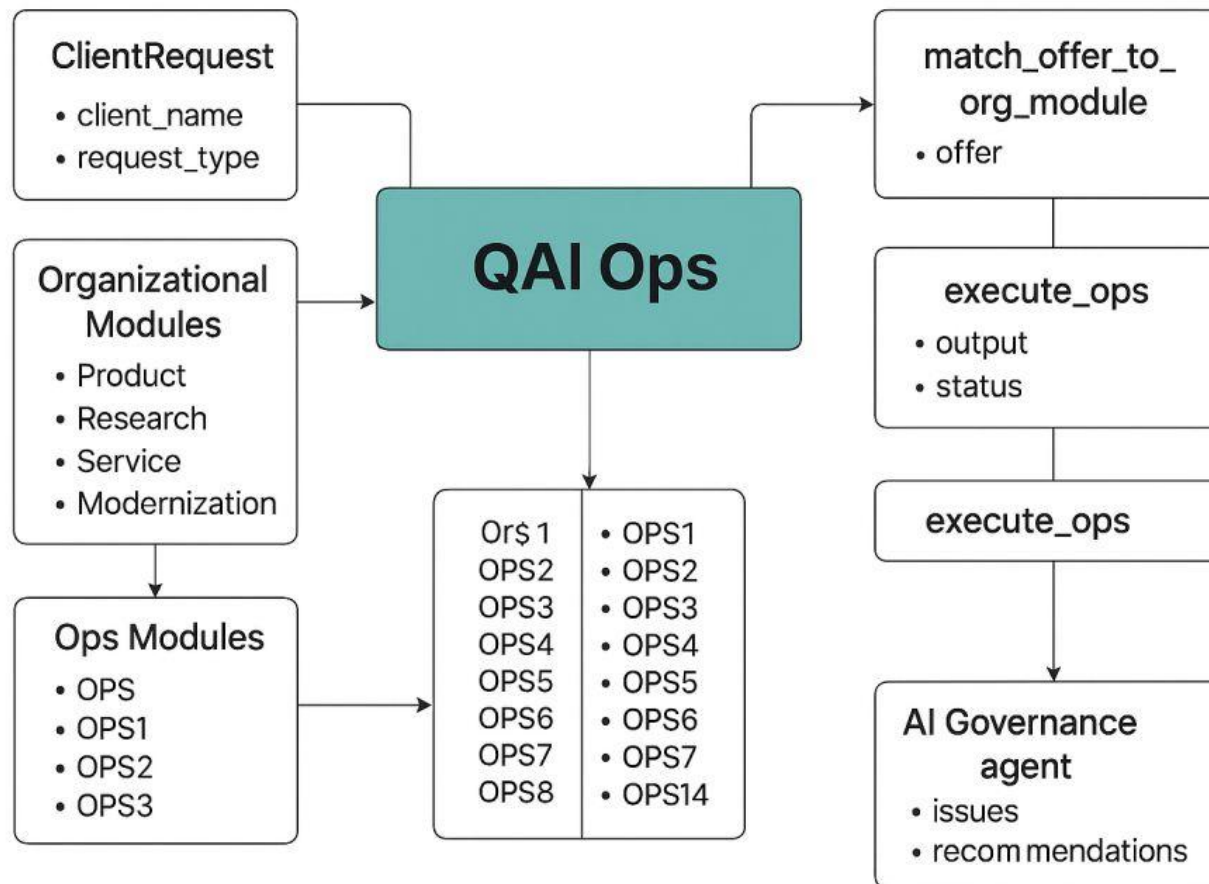 ClientRequest
• client_name
• request_type
Organizational
Modules
• Product
• Research
• Service
• Modernization
Ops Modules
• OPS
• OPS1
• OPS2
• OPS3
QAI Ops
Or$ 1
OPS2
OPS3
OPS4
OPS5
OPS6
OPS7
OPS8
• OPS1
• OPS2
• OPS3
• OPS4
• OPS5
• OPS6
• OPS7
• OPS14
match_offer_to_
org_module
• offer
execute_ops
• output
• status
execute_ops
AI Governance
agent
• issues
• recom mendations